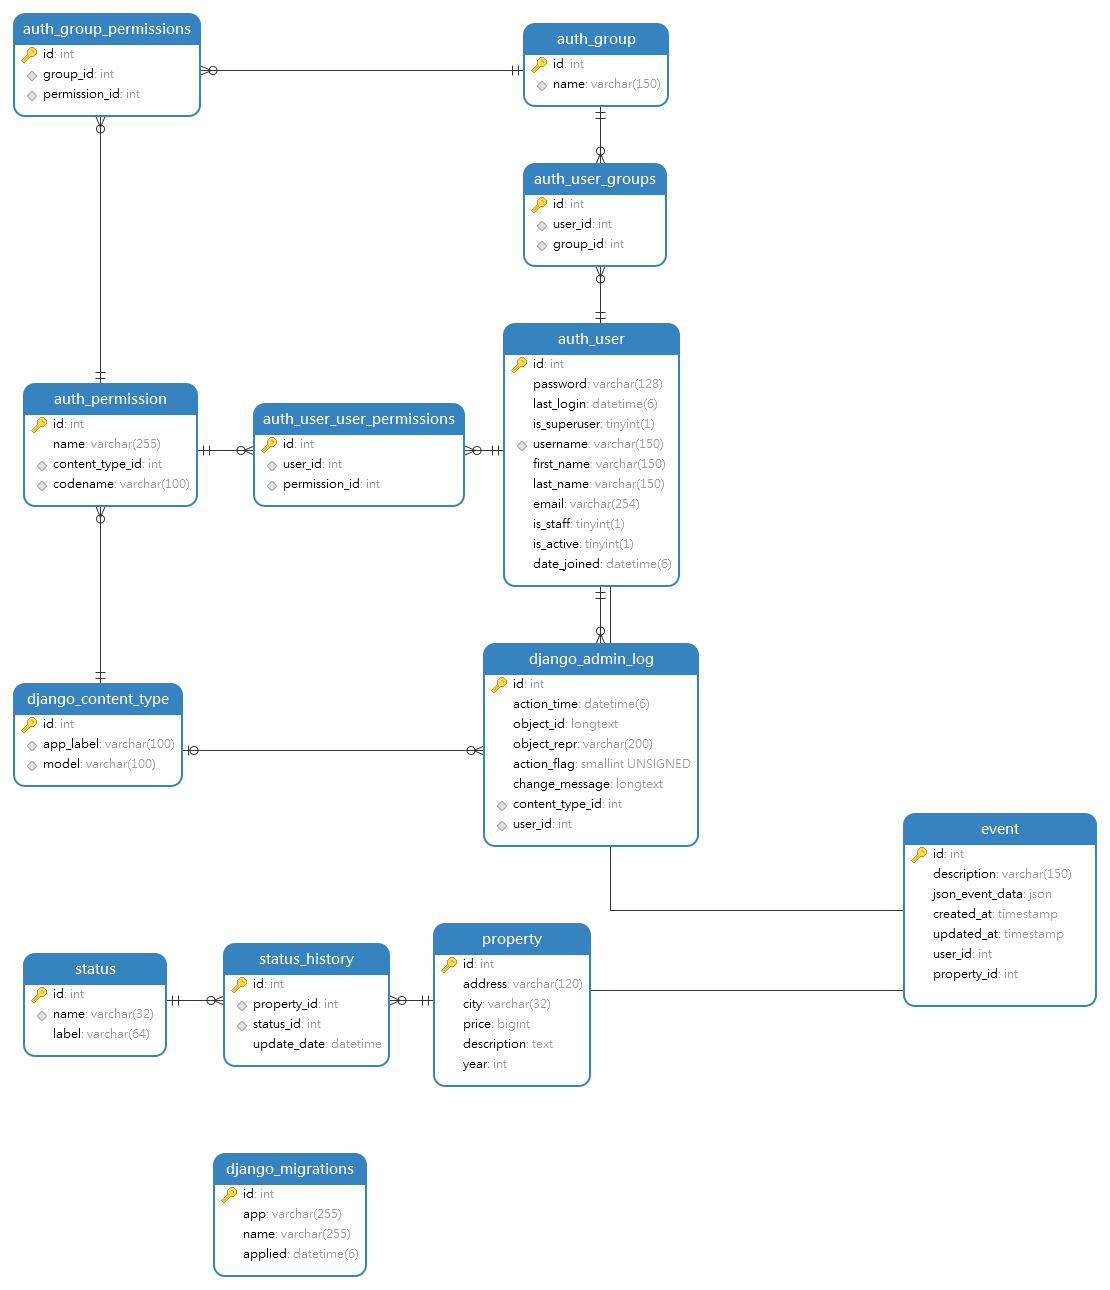 auth_group_permissions
id: int
group_id: int
permission_id: int
auth_group
id: int
name: varchar(150)
auth_user_groups
id: int
user_id: int
group_id: int
auth_user
id: int
password: varchar(128)
last_login: datetime(6)
is_superuser: tinyint(1)
username: varchar(150)
first_name: varchar(150)
last_name: varchar(150)
email: varchar(254)
is_staff: tinyint(1)
is_active: tinyint(1)
date_joined: datetime(6)
auth_permission
id: int
name: varchar(255)
content_type_id: int
codename: varchar(100)
auth_user_user_permissions
id: int
user_id: int
permission_id: int
django_admin_log
id: int
action_time: datetime(6)
object_id: longtext
object_repr: varchar(200)
action_flag: smallint UNSIGNED
change_message: longtext
content_type_id: int
user_id: int
django_content_type
id: int
app_label: varchar(100)
model: varchar(100)
event
id: int
description: varchar(150)
json_event_data: json
created_at: timestamp
updated_at: timestamp
user_id: int
property_id: int
status
id: int
name: varchar(32)
label: varchar(64)
status_history
id: int
property_id: int
status_id: int
update_date: datetime
property
id: int
address: varchar(120)
city: varchar(32)
price: bigint
description: text
year: int
django_migrations
id: int
app: varchar(255)
name: varchar(255)
applied: datetime(6)